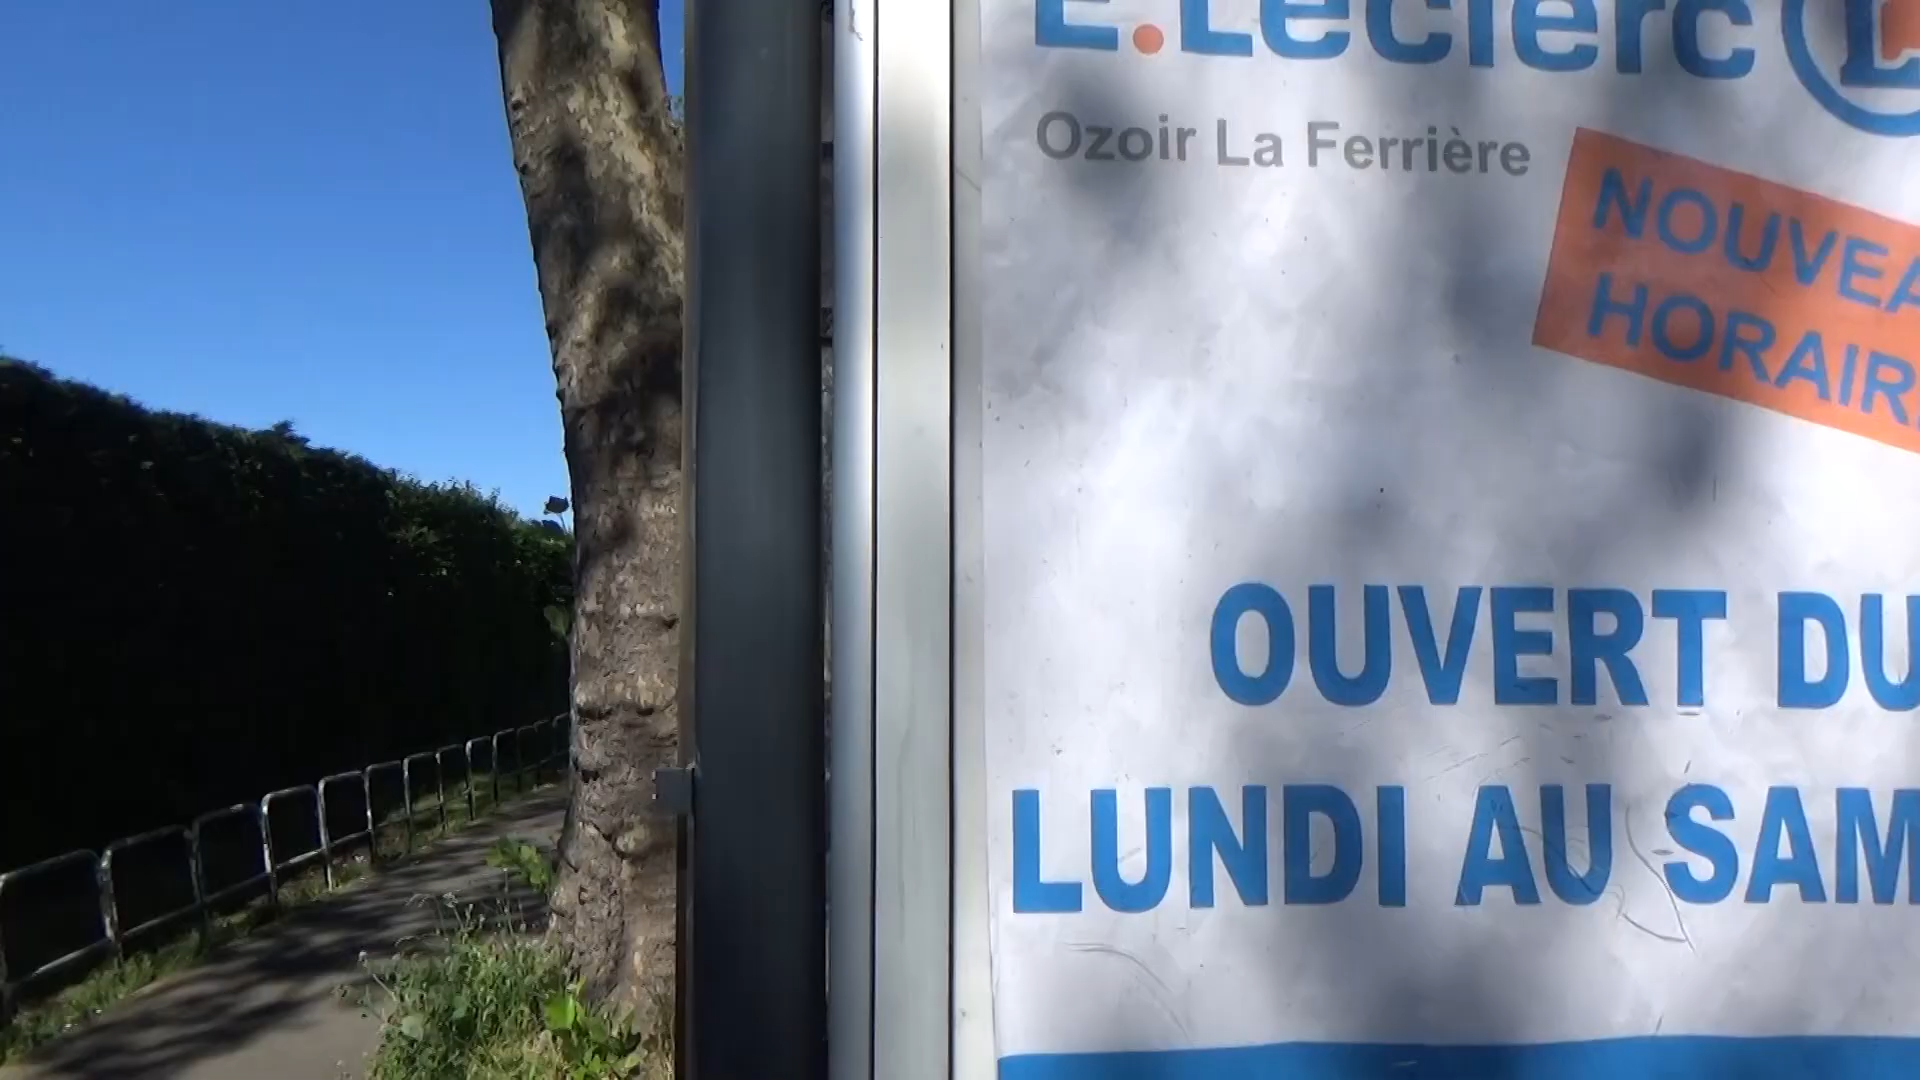 E.Leclerc L
Ozoir La Ferrière
NOUVEA
HORAIR
OUVERT DU
LUNDI AU SAM